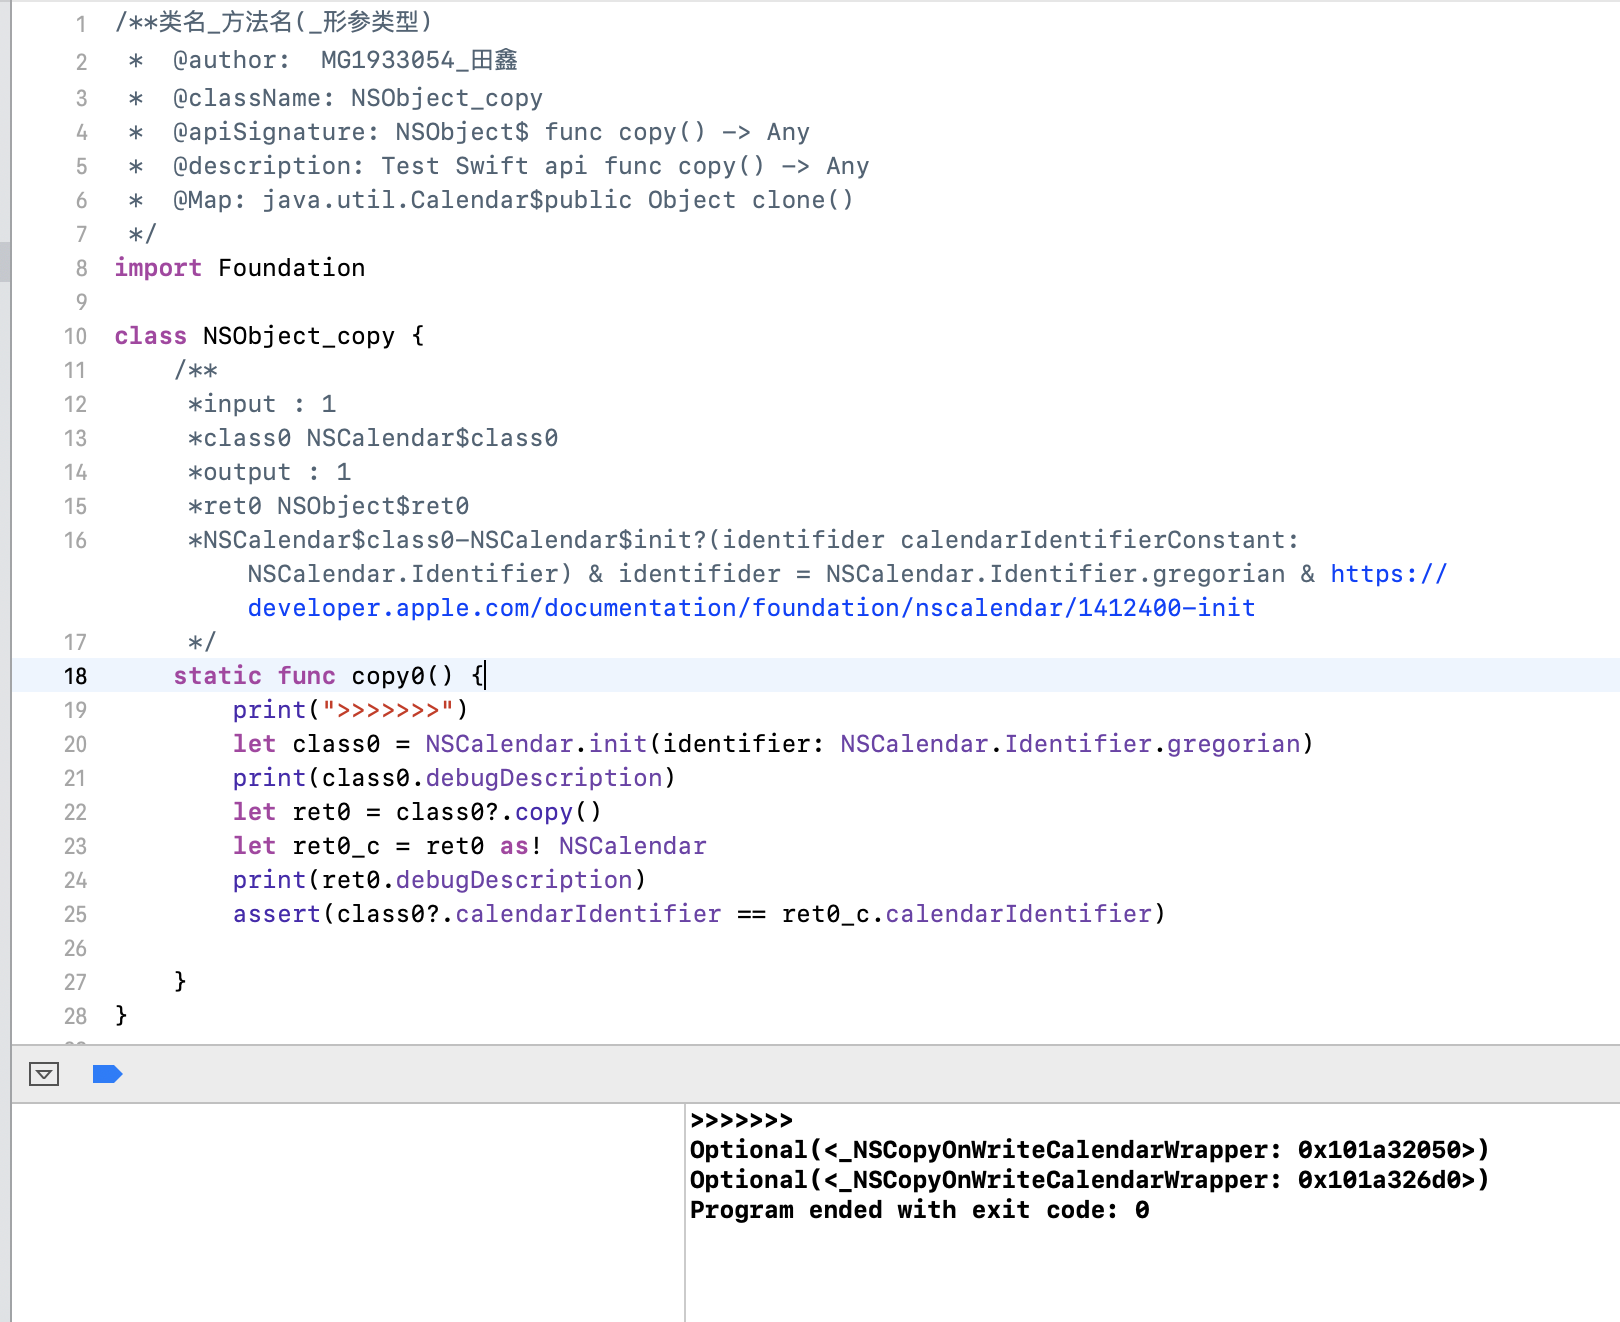 1 /**类名_方法名(_形参类型)
2 * @author: MG1933054_田鑫
3 * @className: NSObject_copy
4 * @apiSignature: NSObject$ func copy() -> Any
5 * @description: Test Swift api func copy() -> Any
6 * @Map: java.util.Calendar$public Object clone()
7 */
8 import Foundation
9
10 class NSObject_copy {
11 /**
12 *input : 1
13 *class0 NSCalendar$class0
14 *output : 1
15 *ret0 NSObject$ret0
16 *NSCalendar$class0-NSCalendar$init?(identifider calendarIdentifierConstant:
NSCalendar.Identifier) & identifider = NSCalendar.Identifier.gregorian & https://
developer.apple.com/documentation/foundation/nscalendar/1412400-init
17 */
18 static func copy0() {
19 print(">>>>>>>")
20 let class0 = NSCalendar.init(identifier: NSCalendar.Identifier.gregorian)
21 print(class0.debugDescription)
22 let ret0 = class0?.copy()
23 let ret0_c = ret0 as! NSCalendar
24 print(ret0.debugDescription)
25 assert(class0?.calendarIdentifier == ret0_c.calendarIdentifier)
26
27 }
28 }
>>>>>>>
Optional(<_NSCopyOnWriteCalendarWrapper: 0x101a32050>)
Optional(<_NSCopyOnWriteCalendarWrapper: 0x101a326d0>)
Program ended with exit code: 0